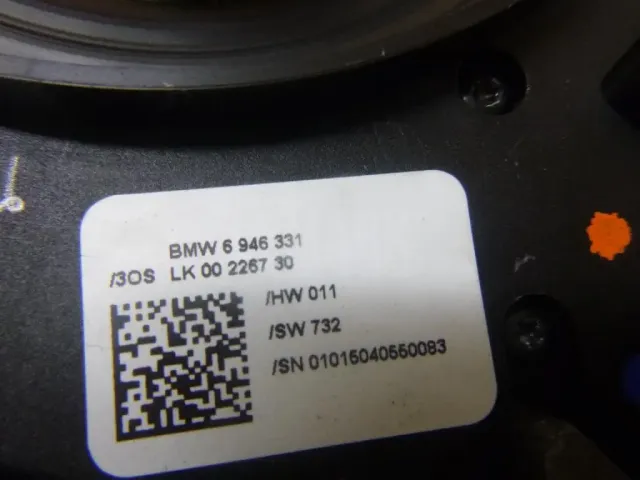 BMW 6 946 331
/3OS LK 00 2267 30
/HW 011
/SW 732
/SN 01015040550083